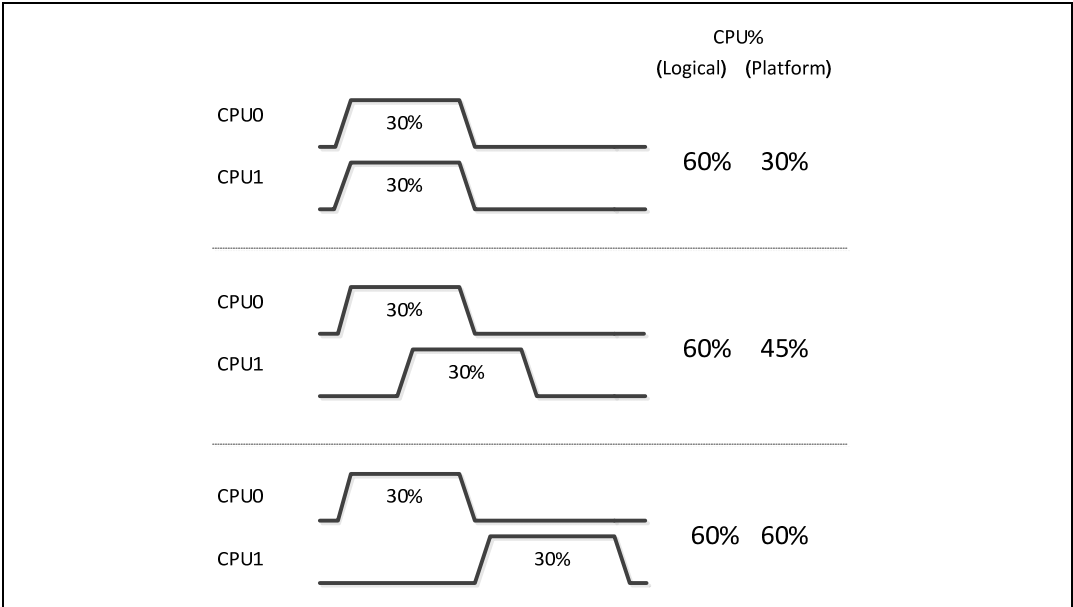 CPU%
(Logical) (Platform)
CPU0
30%
CPU1
30%
60% 30%
CPU0
30%
CPU1
30%
60% 45%
CPU0
30%
CPU1
30%
60% 60%